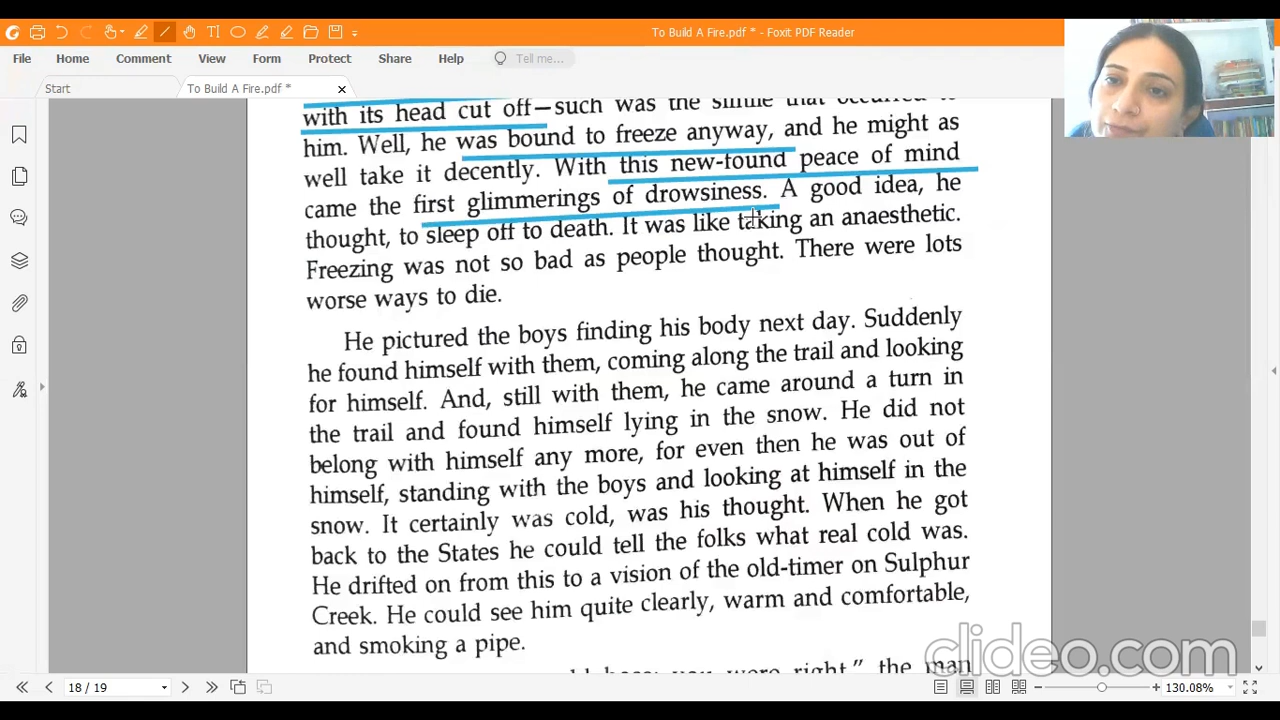 To Build A Fire.pdf * - Foxit PDF Reader
File Home Comment View Form Protect Share Help Tell me...
Start To Build A Fire.pdf *
with its head cut off—such was the simile that occurred to
him. Well, he was bound to freeze anyway, and he might as
well take it decently. With this new-found peace of mind
came the first glimmerings of drowsiness. A good idea, he
thought, to sleep off to death. It was like taking an anaesthetic.
Freezing was not so bad as people thought. There were lots
worse ways to die.
He pictured the boys finding his body next day. Suddenly
he found himself with them, coming along the trail and looking
for himself. And, still with them, he came around a turn in
the trail and found himself lying in the snow. He did not
belong with himself any more, for even then he was out of
himself, standing with the boys and looking at himself in the
snow. It certainly was cold, was his thought. When he got
back to the States he could tell the folks what real cold was.
He drifted on from this to a vision of the old-timer on Sulphur
Creek. He could see him quite clearly, warm and comfortable,
and smoking a pipe.
you were right," the man
clideo.com
18 / 19 130.08%